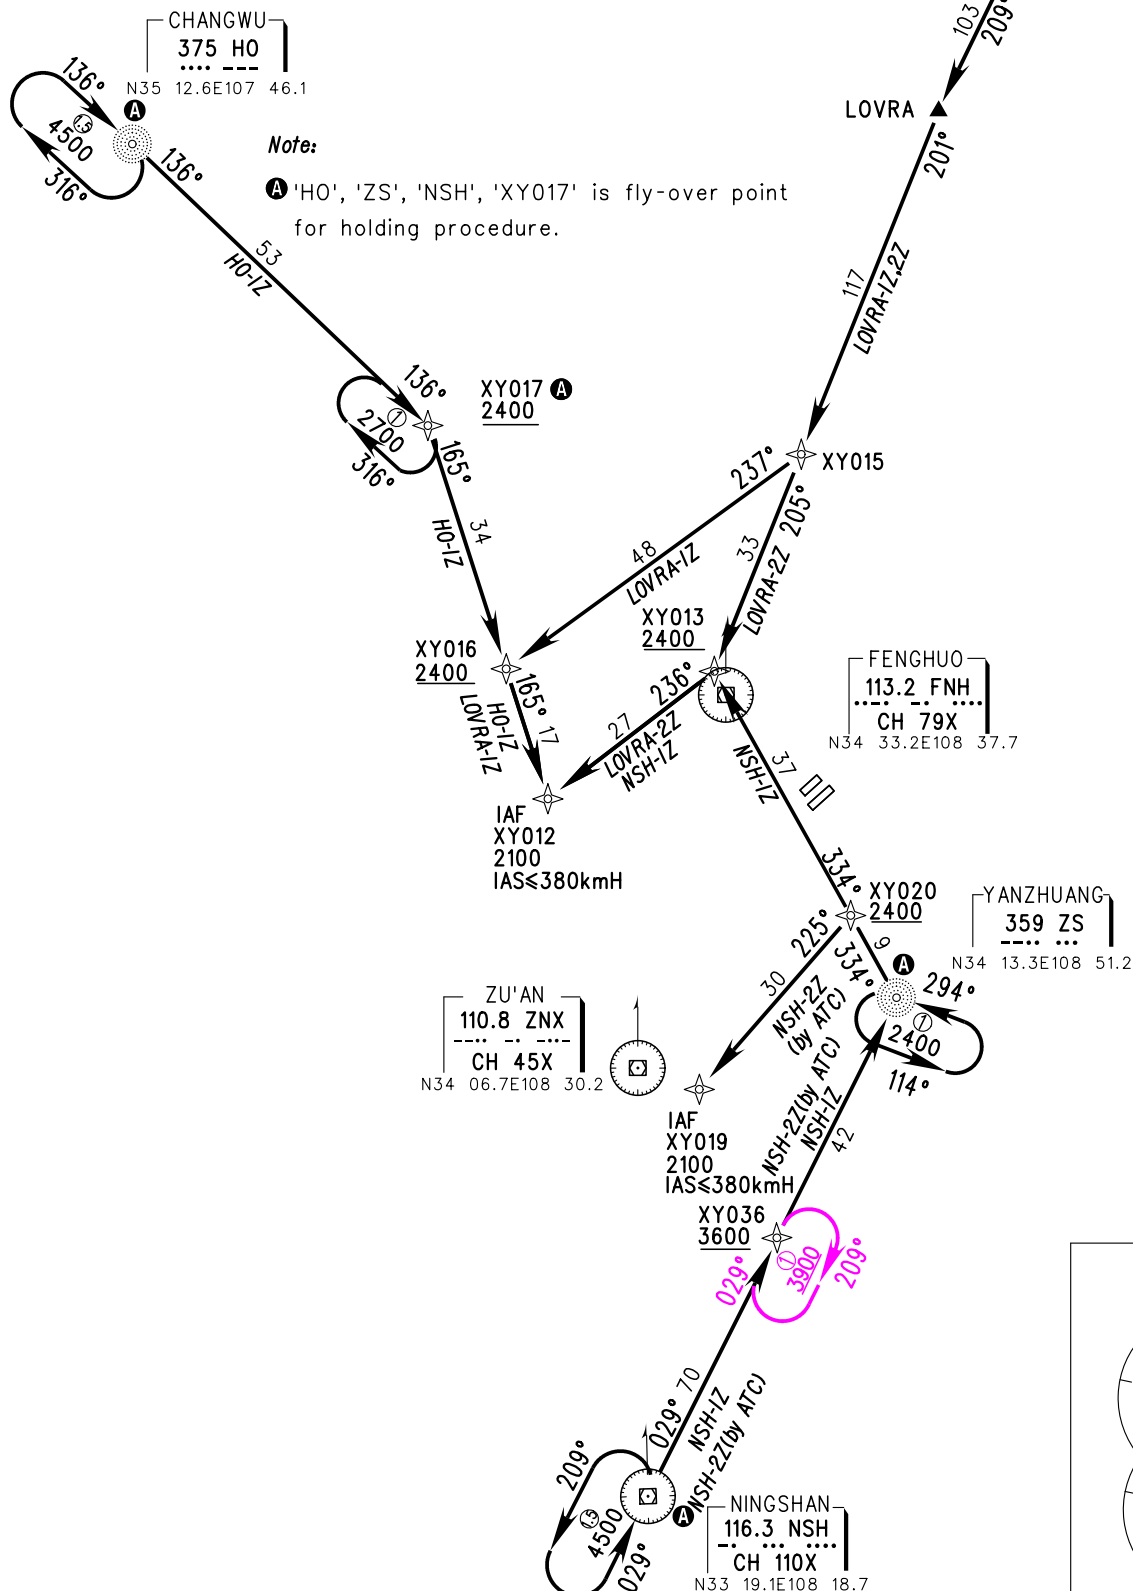 CHANGWU
375 HO
N35 12.6E107 46.1
136°
A
1.5
4500
316°
136°
Note:
A 'HO', 'ZS', 'NSH', 'XY017' is fly-over point
for holding procedure.
103
209°
LOVRA
201°
117
LOVRA-1Z,2Z
53
HO-1Z
136°
XY017 A
2400
1
2700
316°
165°
34
HO-1Z
XY015
237°
205°
48
LOVRA-1Z
33
LOVRA-2Z
XY013
2400
XY016
2400
165°
17
HO-1Z
LOVRA-1Z
236°
27
LOVRA-2Z
NSH-1Z
FENGHUO
113.2 FNH
CH 79X
N34 33.2E108 37.7
37
NSH-1Z
334°
IAF
XY012
2100
IAS≤380kmH
XY020
2400
225°
334°
9
YANZHUANG
359 ZS
N34 13.3E108 51.2
A
294°
1
2400
114°
30
NSH-2Z
(by ATC)
ZU'AN
110.8 ZNX
CH 45X
N34 06.7E108 30.2
IAF
XY019
2100
IAS≤380kmH
NSH-2Z(by ATC)
NSH-1Z
42
XY036
3600
029°
1
3900
209°
029° 70
NSH-1Z
NSH-2Z(by ATC)
209°
1.5
4500
029°
A
NINGSHAN
116.3 NSH
CH 110X
N33 19.1E108 18.7